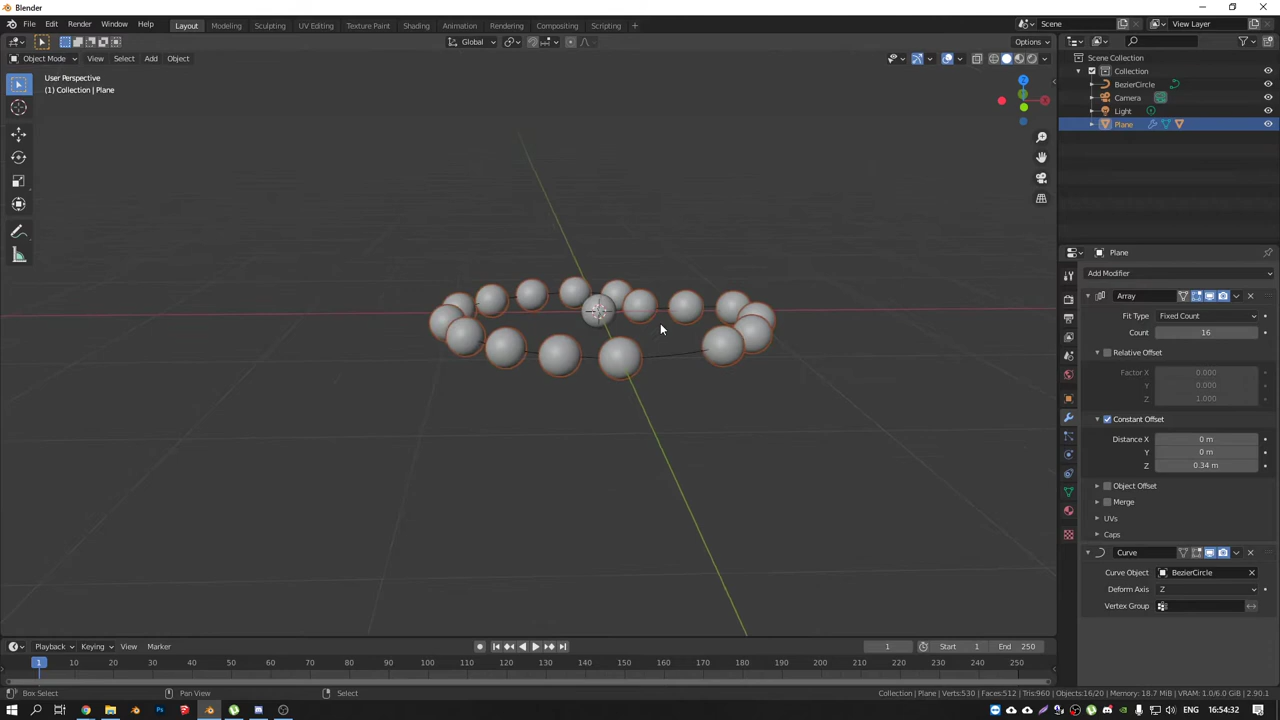 Blender
File Edit Render Window Help
Layout Modeling Sculpting UV Editing Texture Paint Shading Animation Rendering Compositing Scripting
Scene View Layer
Global Options
Object Mode View Select Add Object
User Perspective
(1) Collection | Plane
Scene Collection
Collection
BezierCircle
Camera
Light
Plane
Plane
Add Modifier
Array
Fit Type Fixed Count
Count 16
Relative Offset
Factor X 0.000
Y 0.000
Z 1.000
Constant Offset
Distance X 0 m
Y 0 m
Z 0.34 m
Object Offset
Merge
UVs
Caps
Curve
Curve Object BezierCircle
Deform Axis Z
Vertex Group
Playback Keying View Marker 1 Start 1 End 250
1 10 20 30 40 50 60 70 80 90 100 110 120 130 140 150 160 170 180 190 200 210 220 230 240 250
Box Select Pan View Select Collection | Plane | Verts:530 | Faces:512 | Tris:960 | Objects:16/20 | Memory: 18.7 MiB | VRAM: 1.0/6.0 GiB | 2.90.1
ENG 16:54:32